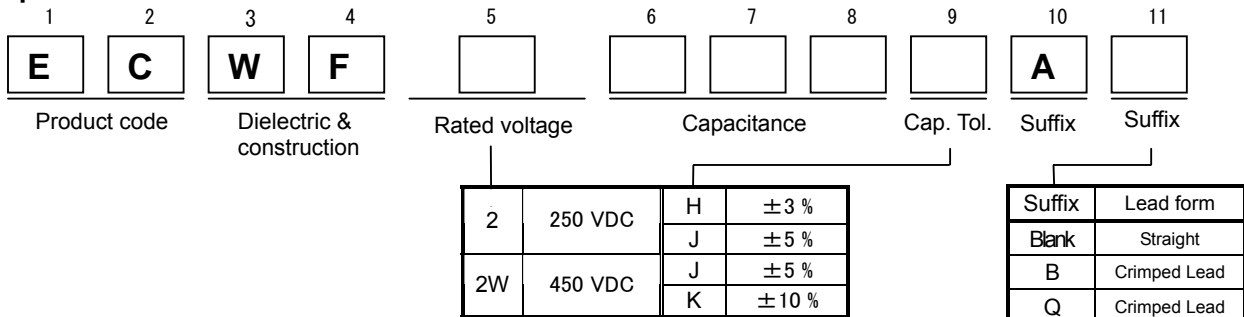 1 2 3 4 5 6 7 8 9 10 11
E C W F A
Product code Dielectric & construction Rated voltage Capacitance Cap. Tol. Suffix Suffix
2 250 VDC H ±3 %
J ±5 %
2W 450 VDC J ±5 %
K ±10 %
Suffix Lead form
Blank Straight
B Crimped Lead
Q Crimped Lead